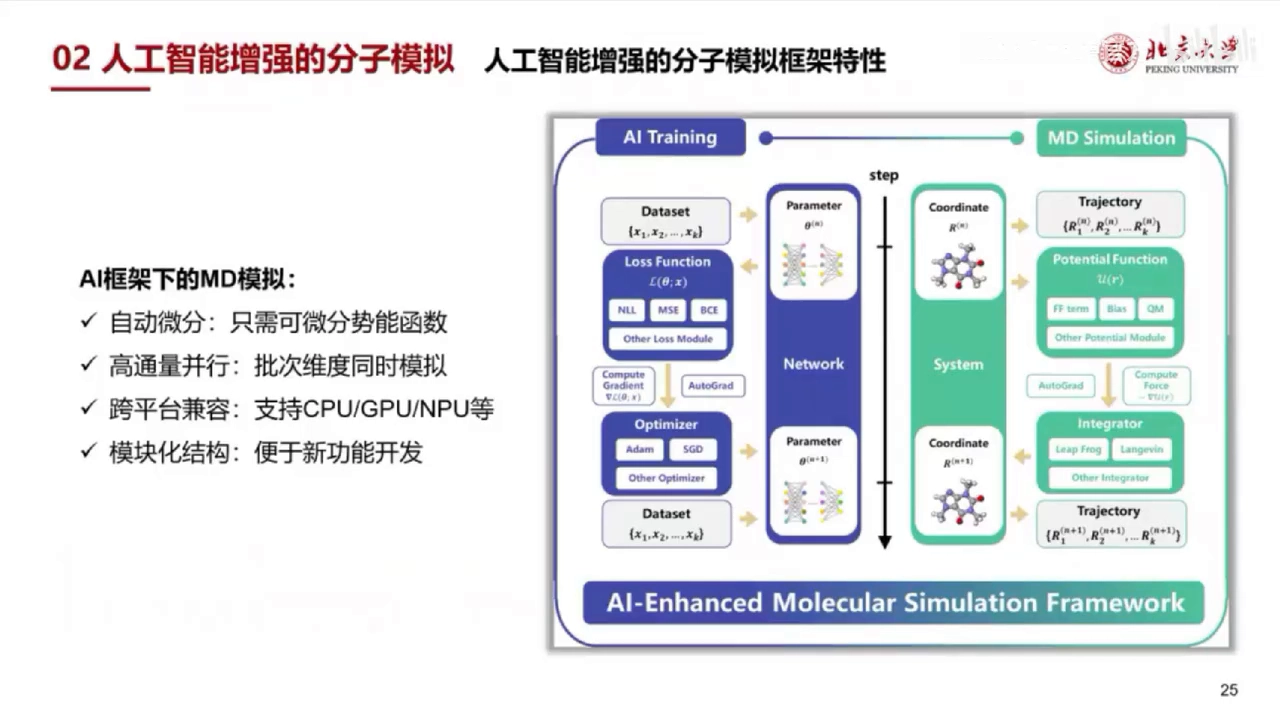 02 人工智能增强的分子模拟 人工智能增强的分子模拟框架特性
北京大学
PEKING UNIVERSITY
AI框架下的MD模拟：
✓ 自动微分：只需可微分势能函数
✓ 高通量并行：批次维度同时模拟
✓ 跨平台兼容：支持CPU/GPU/NPU等
✓ 模块化结构：便于新功能开发
AI Training
MD Simulation
step
Dataset
{x₁,x₂,…,xₖ}
Loss Function
ℒ(θ;x)
NLL MSE BCE
Other Loss Module
Compute
Gradient
∇ℒ(θ;x)
AutoGrad
Optimizer
Adam SGD
Other Optimizer
Dataset
{x₁,x₂,…,xₖ}
Parameter
θ⁽ⁿ⁾
Network
Parameter
θ⁽ⁿ⁺¹⁾
Coordinate
R⁽ⁿ⁾
System
Coordinate
R⁽ⁿ⁺¹⁾
Trajectory
{R₁⁽ⁿ⁾,R₂⁽ⁿ⁾,…Rₖ⁽ⁿ⁾}
Potential Function
𝒰(r)
FF term Bias QM
Other Potential Module
AutoGrad
Compute
Force
−∇𝒰(r)
Integrator
Leap Frog Langevin
Other Integrator
Trajectory
{R₁⁽ⁿ⁺¹⁾,R₂⁽ⁿ⁺¹⁾,…Rₖ⁽ⁿ⁺¹⁾}
AI-Enhanced Molecular Simulation Framework
25